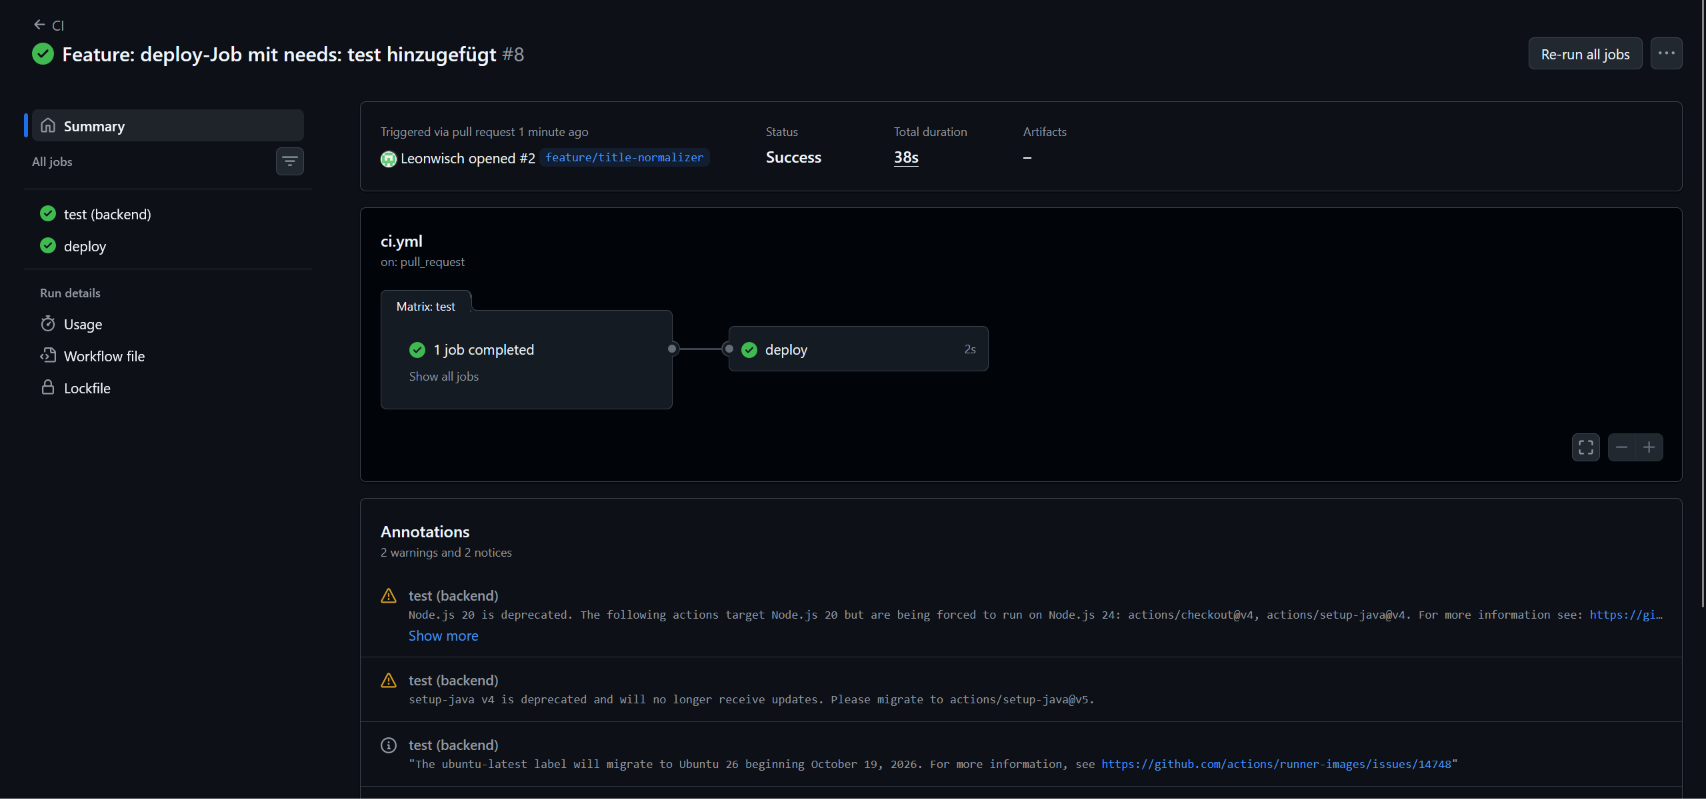 CI
Feature: deploy-Job mit needs: test hinzugefügt #8
Re-run all jobs
Summary
All jobs
test (backend)
deploy
Run details
Usage
Workflow file
Lockfile
Triggered via pull request 1 minute ago
Leonwisch opened #2 feature/title-normalizer
Status
Success
Total duration
38s
Artifacts
–
ci.yml
on: pull_request
Matrix: test
1 job completed
Show all jobs
deploy
2s
Annotations
2 warnings and 2 notices
test (backend)
Node.js 20 is deprecated. The following actions target Node.js 20 but are being forced to run on Node.js 24: actions/checkout@v4, actions/setup-java@v4. For more information see: https://gi…
Show more
test (backend)
setup-java v4 is deprecated and will no longer receive updates. Please migrate to actions/setup-java@v5.
test (backend)
"The ubuntu-latest label will migrate to Ubuntu 26 beginning October 19, 2026. For more information, see https://github.com/actions/runner-images/issues/14748"